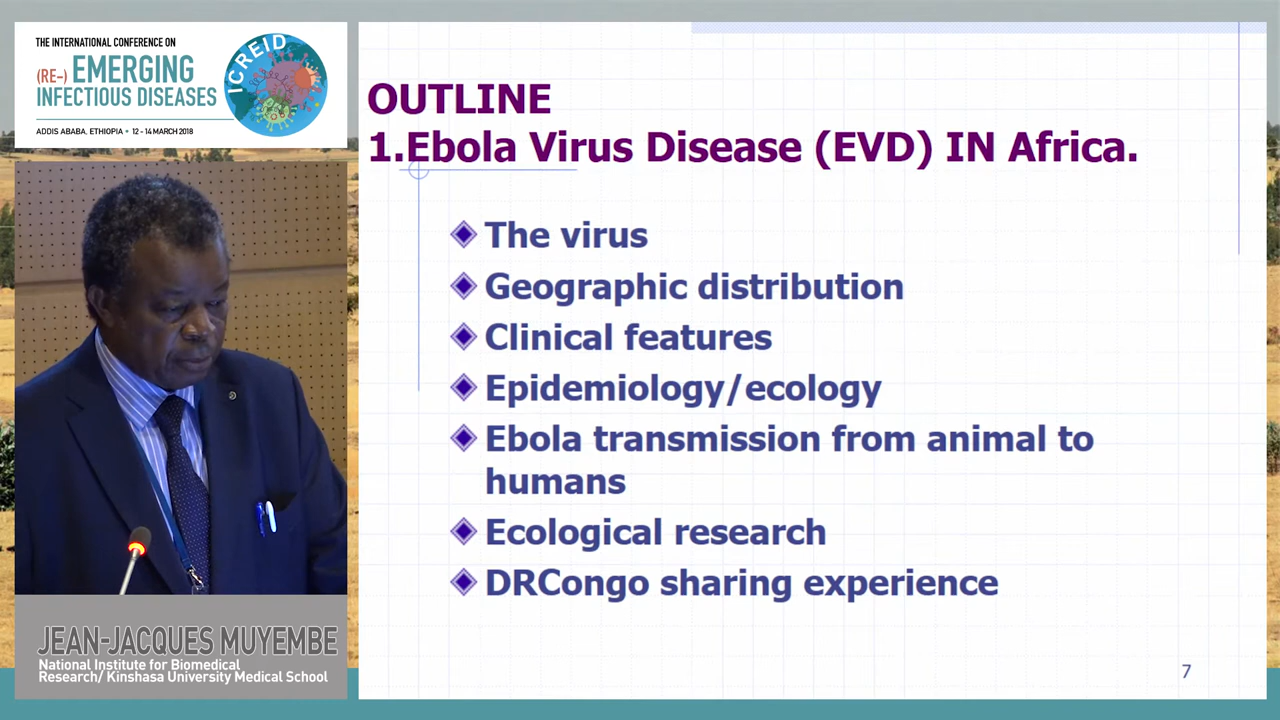 THE INTERNATIONAL CONFERENCE ON
(RE-) EMERGING
INFECTIOUS DISEASES
ADDIS ABABA, ETHIOPIA • 12 - 14 MARCH 2018
ICREID
OUTLINE
1.Ebola Virus Disease (EVD) IN Africa.
The virus
Geographic distribution
Clinical features
Epidemiology/ecology
Ebola transmission from animal to
humans
Ecological research
DRCongo sharing experience
7
JEAN-JACQUES MUYEMBE
National Institute for Biomedical
Research/ Kinshasa University Medical School